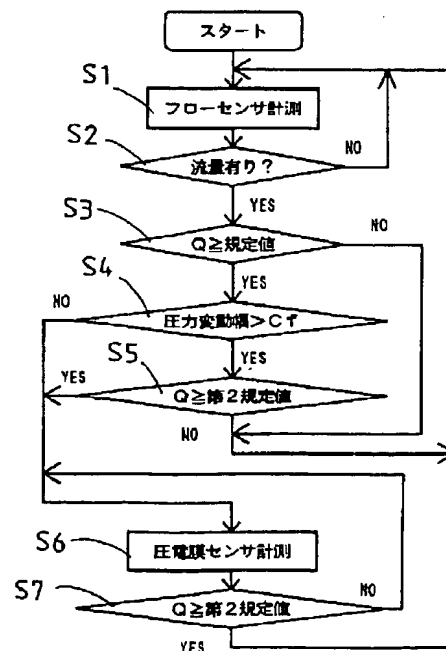 スタート
S1
フローセンサ計測
S2
流量有り?
NO
YES
S3
Q≧規定値
NO
YES
S4
NO
圧力変動幅>Cf
YES
S5
YES
Q≧第2規定値
NO
S6
圧電膜センサ計測
S7
NO
Q≧第2規定値
YES